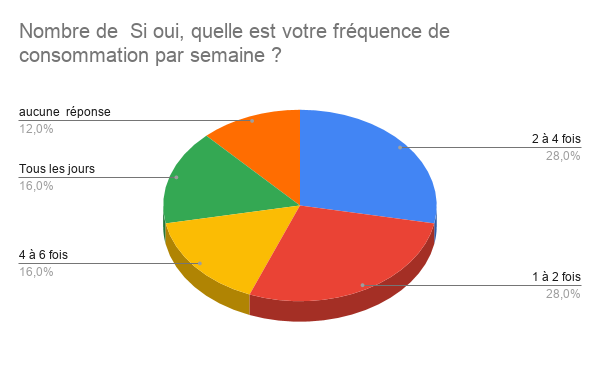 Nombre de  Si oui, quelle est votre fréquence de
consommation par semaine ?
aucune  réponse
12,0%
2 à 4 fois
28,0%
Tous les jours
16,0%
4 à 6 fois
16,0%
1 à 2 fois
28,0%